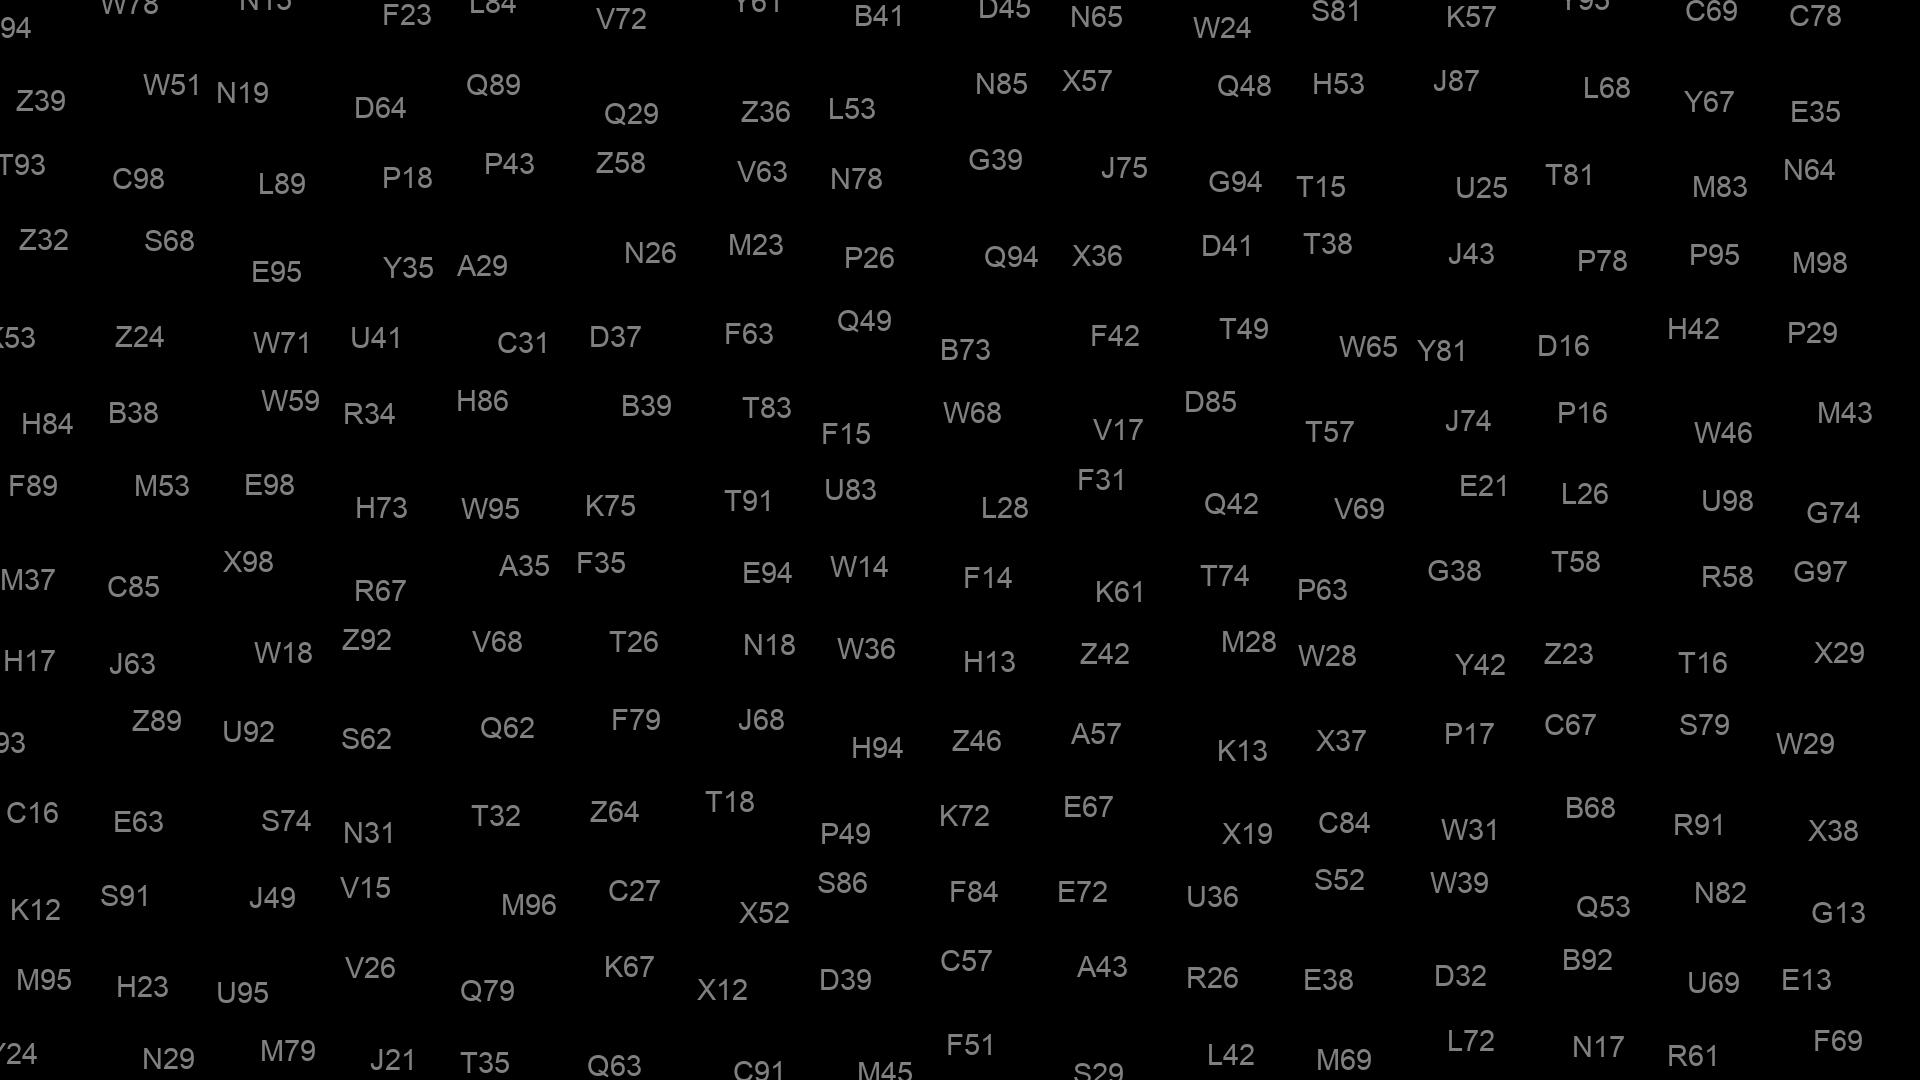 94 W78 N15 F23 L84 V72 Y61 B41 D45 N65 W24 S81 K57 Y95 C69 C78
Z39 W51 N19 D64 Q89 Q29 Z36 L53 N85 X57 Q48 H53 J87 L68 Y67 E35
T93 C98 L89 P18 P43 Z58 V63 N78 G39 J75 G94 T15 U25 T81 M83 N64
Z32 S68 E95 Y35 A29 N26 M23 P26 Q94 X36 D41 T38 J43 P78 P95 M98
53 Z24 W71 U41 C31 D37 F63 Q49 B73 F42 T49 W65 Y81 D16 H42 P29
H84 B38 W59 R34 H86 B39 T83 F15 W68 V17 D85 T57 J74 P16 W46 M43
F89 M53 E98 H73 W95 K75 T91 U83 L28 F31 Q42 V69 E21 L26 U98 G74
M37 C85 X98 R67 A35 F35 E94 W14 F14 K61 T74 P63 G38 T58 R58 G97
H17 J63 W18 Z92 V68 T26 N18 W36 H13 Z42 M28 W28 Y42 Z23 T16 X29
93 Z89 U92 S62 Q62 F79 J68 H94 Z46 A57 K13 X37 P17 C67 S79 W29
C16 E63 S74 N31 T32 Z64 T18 P49 K72 E67 X19 C84 W31 B68 R91 X38
K12 S91 J49 V15 M96 C27 X52 S86 F84 E72 U36 S52 W39 Q53 N82 G13
M95 H23 U95 V26 Q79 K67 X12 D39 C57 A43 R26 E38 D32 B92 U69 E13
Y24 N29 M79 J21 T35 Q63 C91 M45 F51 S29 L42 M69 L72 N17 R61 F69